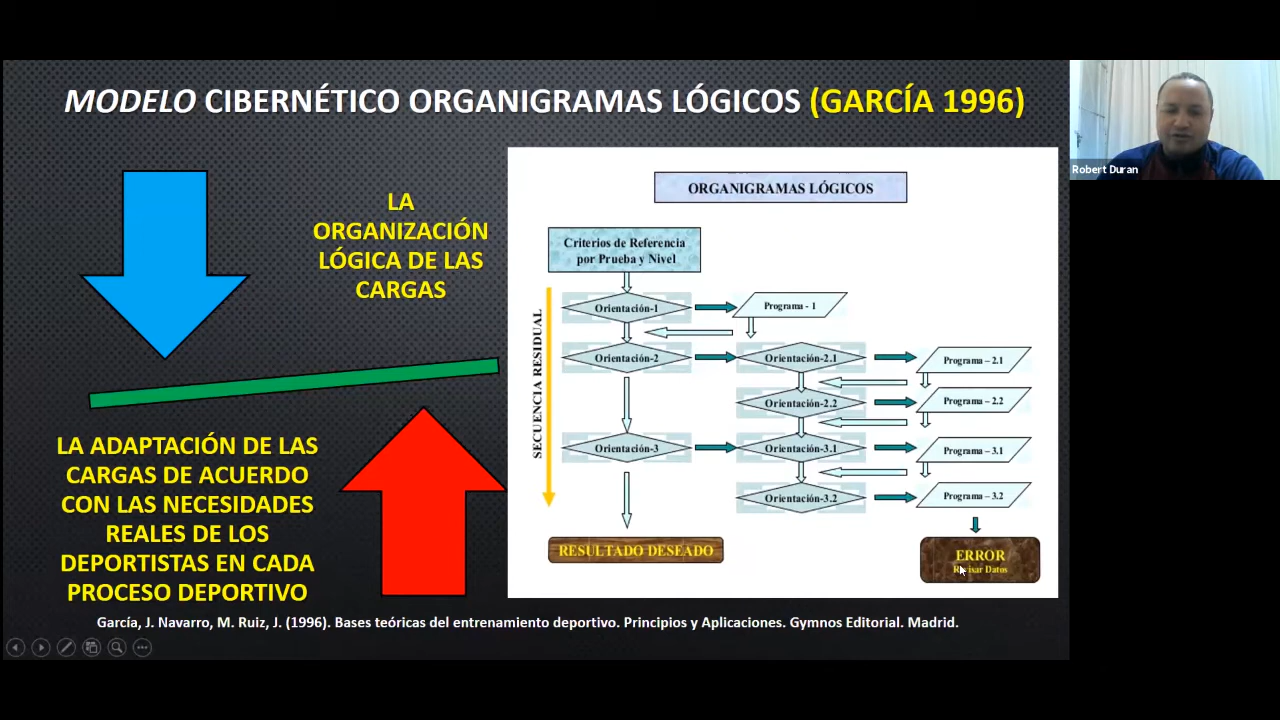 MODELO CIBERNÉTICO ORGANIGRAMAS LÓGICOS (GARCÍA 1996)
Robert Duran
LA
ORGANIZACIÓN
LÓGICA DE LAS
CARGAS
LA ADAPTACIÓN DE LAS
CARGAS DE ACUERDO
CON LAS NECESIDADES
REALES DE LOS
DEPORTISTAS EN CADA
PROCESO DEPORTIVO
ORGANIGRAMAS LÓGICOS
Criterios de Referencia
por Prueba y Nivel
SECUENCIA RESIDUAL
Orientación-1
Programa - 1
Orientación-2
Orientación-2.1
Programa – 2.1
Orientación-2.2
Programa – 2.2
Orientación-3
Orientación-3.1
Programa – 3.1
Orientación-3.2
Programa – 3.2
RESULTADO DESEADO
ERROR
Revisar Datos
García, J. Navarro, M. Ruiz, J. (1996). Bases teóricas del entrenamiento deportivo. Principios y Aplicaciones. Gymnos Editorial. Madrid.